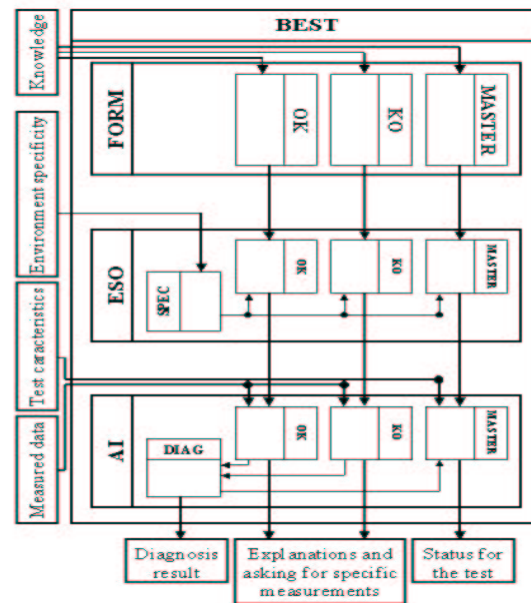 BEST
Knowledge
FORM
OK
KO
MASTER
Environment specificity
ESO
SPEC
OK
KO
MASTER
Test caracteristics
Measured data
AI
DIAG
OK
KO
MASTER
Diagnosis
result
Explanations and
asking for specific
measurements
Status for
the test